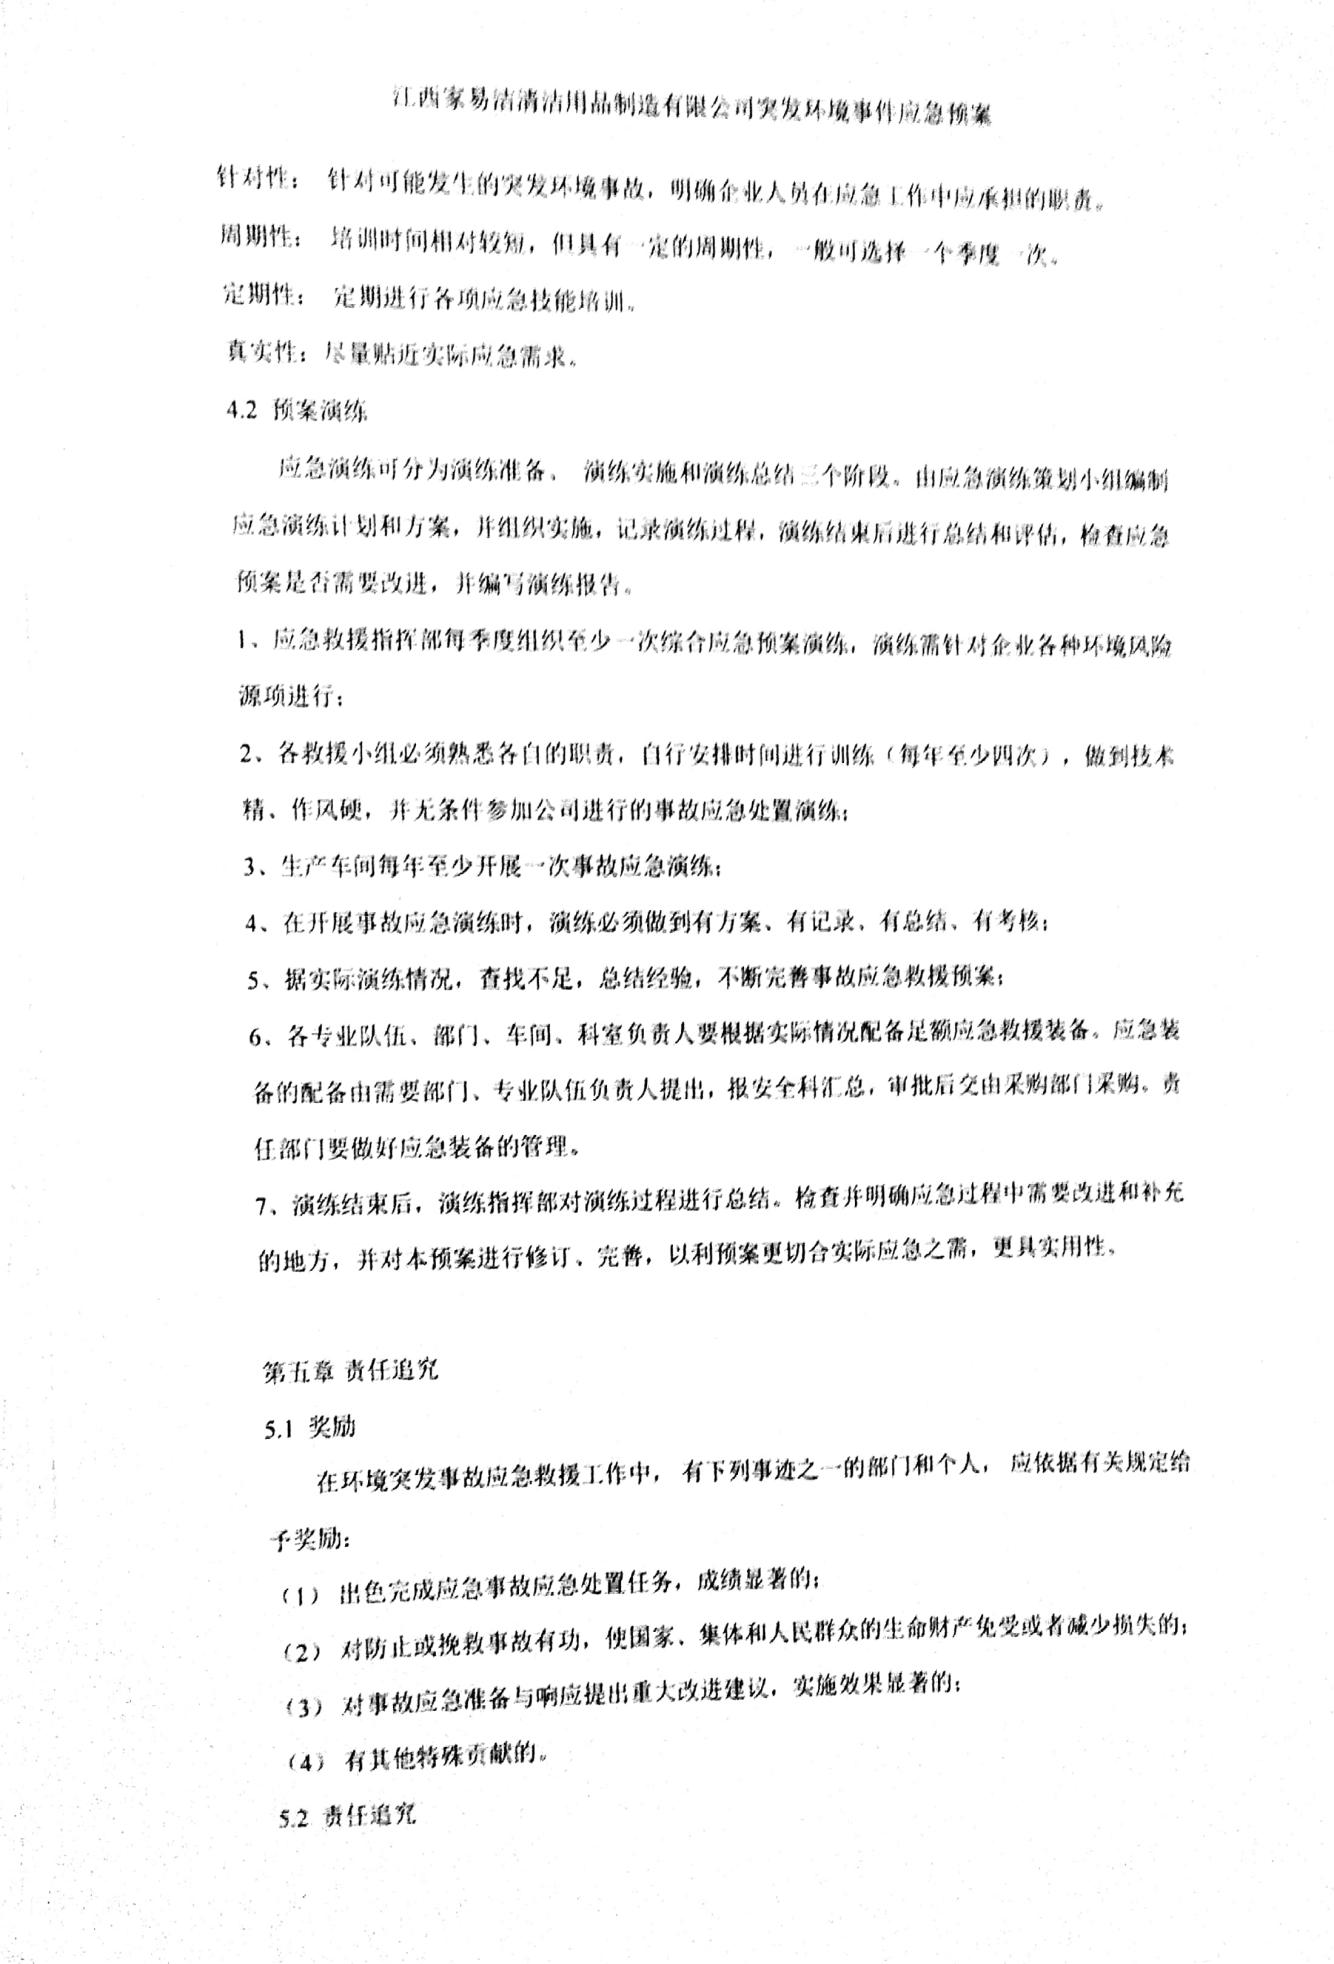 江西家易洁清洁用品制造有限公司突发环境事件应急预案
针对性： 针对可能发生的突发环境事故，明确企业人员在应急工作中应承担的职责。
周期性： 培训时间相对较短，但具有一定的周期性，一般可选择一个季度一次。
定期性： 定期进行各项应急技能培训。
真实性：尽量贴近实际应急需求。
4.2 预案演练
应急演练可分为演练准备、 演练实施和演练总结三个阶段。由应急演练策划小组编制
应急演练计划和方案，并组织实施，记录演练过程，演练结束后进行总结和评估，检查应急
预案是否需要改进，并编写演练报告。
1、应急救援指挥部每季度组织至少一次综合应急预案演练，演练需针对企业各种环境风险
源项进行；
2、各救援小组必须熟悉各自的职责，自行安排时间进行训练（每年至少四次），做到技术
精、作风硬，并无条件参加公司进行的事故应急处置演练；
3、生产车间每年至少开展一次事故应急演练；
4、在开展事故应急演练时，演练必须做到有方案、有记录、有总结、有考核；
5、据实际演练情况，查找不足，总结经验，不断完善事故应急救援预案；
6、各专业队伍、部门、车间、科室负责人要根据实际情况配备足额应急救援装备。应急装
备的配备由需要部门、专业队伍负责人提出，报安全科汇总，审批后交由采购部门采购。责
任部门要做好应急装备的管理。
7、演练结束后，演练指挥部对演练过程进行总结。检查并明确应急过程中需要改进和补充
的地方，并对本预案进行修订、完善，以利预案更切合实际应急之需，更具实用性。
第五章 责任追究
5.1 奖励
在环境突发事故应急救援工作中， 有下列事迹之一的部门和个人， 应依据有关规定给
予奖励：
（1） 出色完成应急事故应急处置任务，成绩显著的；
（2） 对防止或挽救事故有功，使国家、集体和人民群众的生命财产免受或者减少损失的；
（3） 对事故应急准备与响应提出重大改进建议，实施效果显著的；
（4） 有其他特殊贡献的。
5.2 责任追究